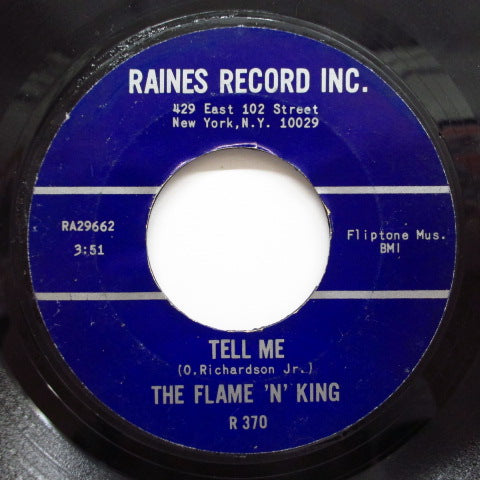 RAINES RECORD INC.
429 East 102 Street
New York,N.Y. 10029
RA29662
3:51
Fliptone Mus.
BMI
TELL ME
(O.Richardson Jr.)
THE FLAME 'N' KING
R 370